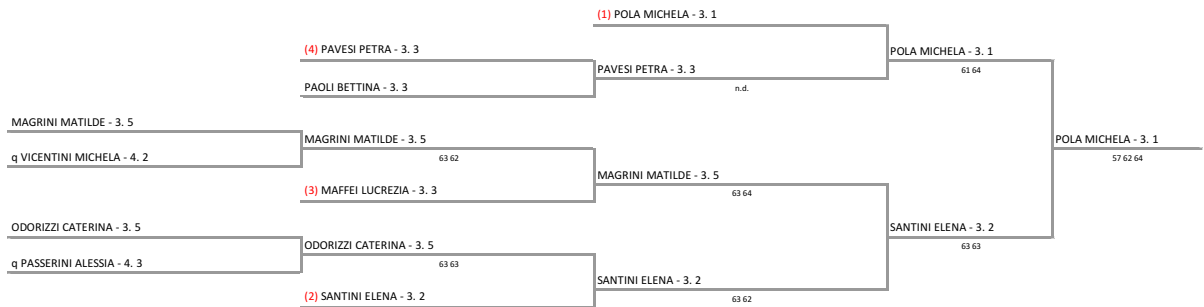 (1) POLA MICHELA - 3. 1
(4) PAVESI PETRA - 3. 3
POLA MICHELA - 3. 1
PAVESI PETRA - 3. 3
61 64
PAOLI BETTINA - 3. 3
n.d.
MAGRINI MATILDE - 3. 5
MAGRINI MATILDE - 3. 5
POLA MICHELA - 3. 1
q VICENTINI MICHELA - 4. 2
63 62
57 62 64
MAGRINI MATILDE - 3. 5
(3) MAFFEI LUCREZIA - 3. 3
63 64
ODORIZZI CATERINA - 3. 5
SANTINI ELENA - 3. 2
ODORIZZI CATERINA - 3. 5
63 63
q PASSERINI ALESSIA - 4. 3
63 63
SANTINI ELENA - 3. 2
(2) SANTINI ELENA - 3. 2
63 62